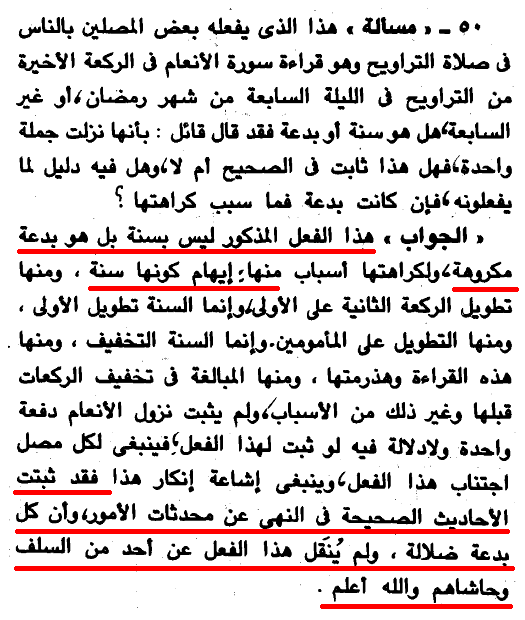 ٥٠ - « مسألة » هذا الذى يفعله بعض المصلين بالناس
فى صلاة التراويح وهو قراءة سورة الأنعام فى الركعة الأخيرة
من التراويح فى الليلة السابعة من شهر رمضان، أو غير
السابعة، هل هو سنة أو بدعة فقد قال قائل : بأنها نزلت جملة
واحدة، فهل هذا ثابت فى الصحيح أم لا، وهل فيه دليل لما
يفعلونه، فإن كانت بدعة فما سبب كراهتها ؟
« الجواب » هذا الفعل المذكور ليس بسنة بل هو بدعة
مكروهة، ولكراهتها أسباب منها: إيهام كونها سنة ، ومنها
تطويل الركعة الثانية على الأولى، وإنما السنة تطويل الأولى ،
ومنها التطويل على المأمومين. وإنما السنة التخفيف ، ومنها
هذه القراءة وهذرمتها ، ومنها المبالغة فى تخفيف الركعات
قبلها وغير ذلك من الأسباب، ولم يثبت نزول الأنعام دفعة
واحدة ولادلالة فيه لو ثبت لهذا الفعل، فينبغى لكل مصل
اجتناب هذا الفعل، وينبغى إشاعة إنكار هذا فقد ثبتت
الأحاديث الصحيحة فى النهى عن محدثات الأمور، وأن كل
بدعة ضلالة ، ولم يُنقَل هذا الفعل عن أحد من السلف
وحاشاهم والله أعلم .